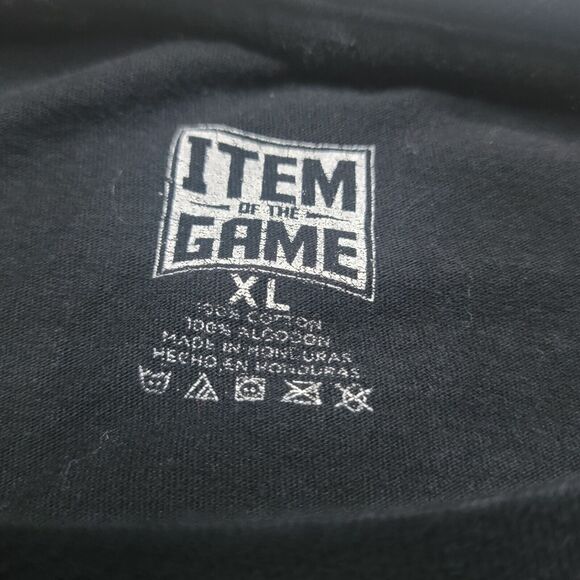 ITEM
OF THE
GAME
XL
100% COTTON
100% ALGODON
MADE IN HONDURAS
HECHO EN HONDURAS